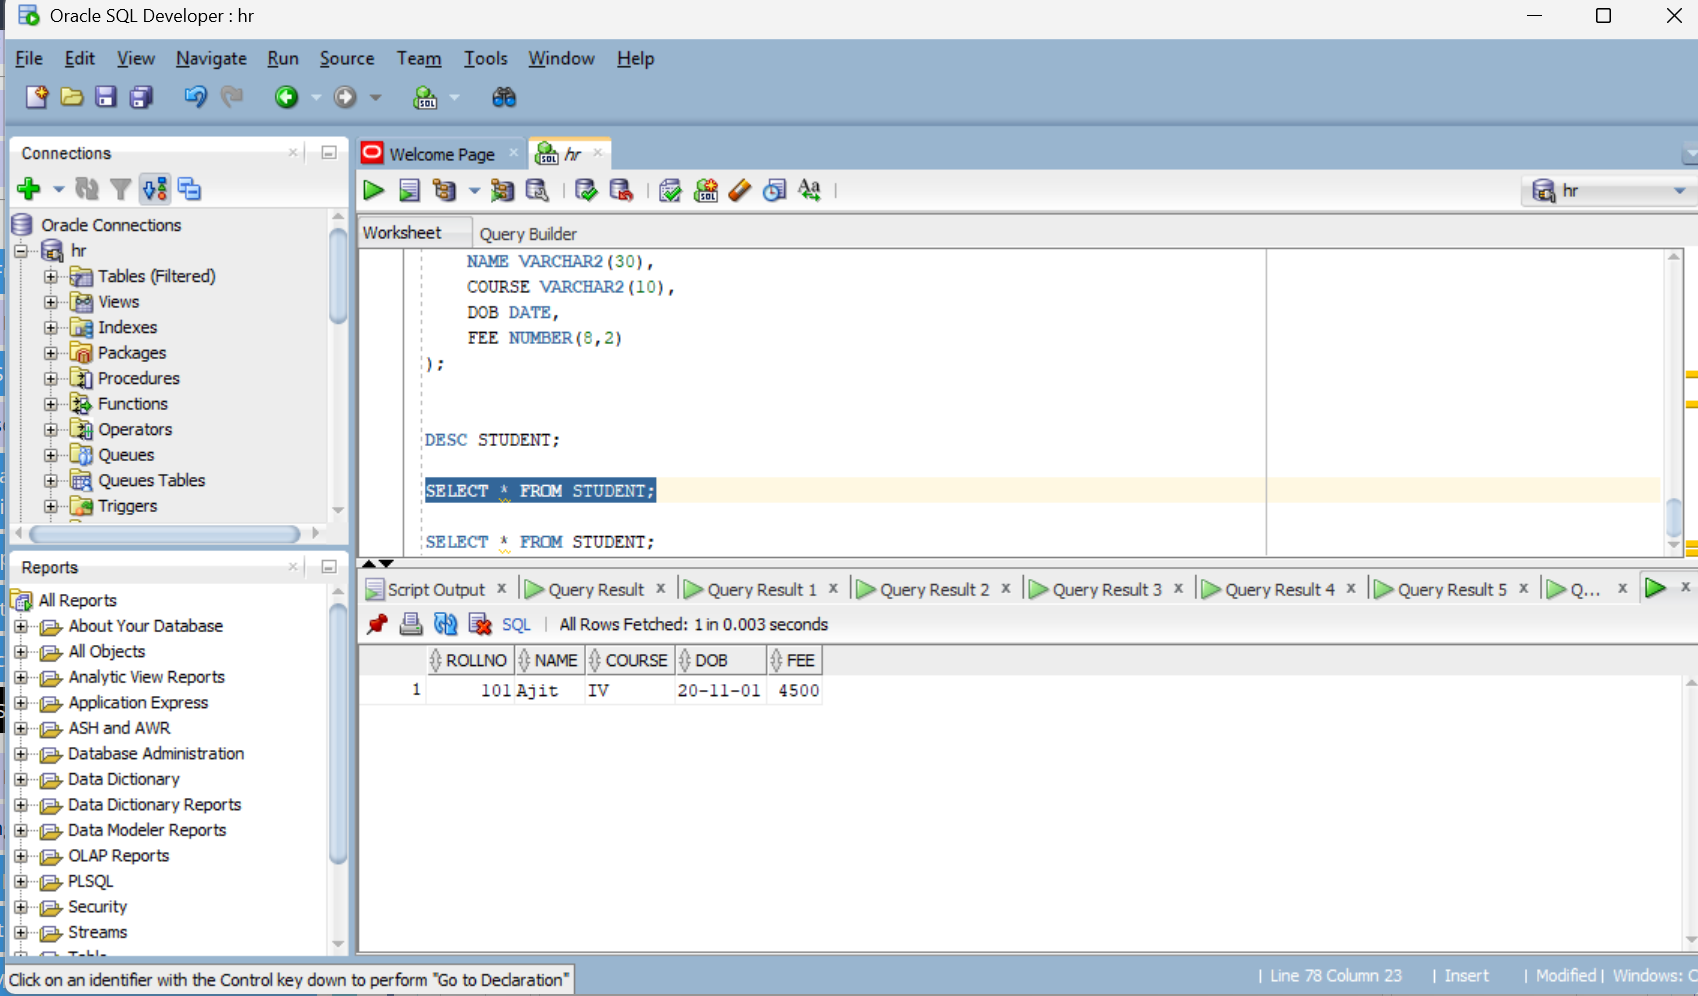 Oracle SQL Developer : hr
File Edit View Navigate Run Source Team Tools Window Help
Connections
Oracle Connections
hr
Tables (Filtered)
Views
Indexes
Packages
Procedures
Functions
Operators
Queues
Queues Tables
Triggers
Reports
All Reports
About Your Database
All Objects
Analytic View Reports
Application Express
ASH and AWR
Database Administration
Data Dictionary
Data Dictionary Reports
Data Modeler Reports
OLAP Reports
PLSQL
Security
Streams
Table
Welcome Page hr
hr
Worksheet Query Builder
NAME VARCHAR2(30),
COURSE VARCHAR2(10),
DOB DATE,
FEE NUMBER(8,2)
);
DESC STUDENT;
SELECT * FROM STUDENT;
SELECT * FROM STUDENT;
Script Output Query Result Query Result 1 Query Result 2 Query Result 3 Query Result 4 Query Result 5 Q...
SQL All Rows Fetched: 1 in 0.003 seconds
ROLLNO NAME COURSE DOB FEE
1 101 Ajit IV 20-11-01 4500
Click on an identifier with the Control key down to perform "Go to Declaration"
Line 78 Column 23 Insert Modified Windows: C